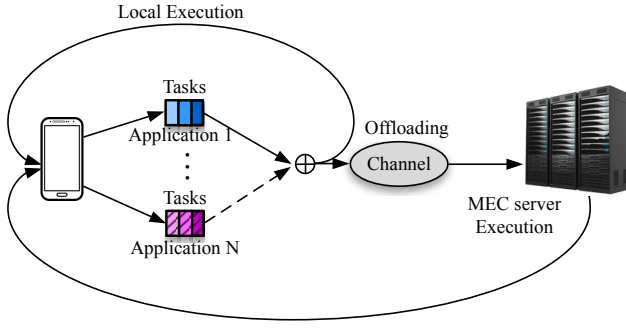 Local Execution
Tasks
Application 1
Offloading
Channel
Tasks
Application N
MEC server
Execution